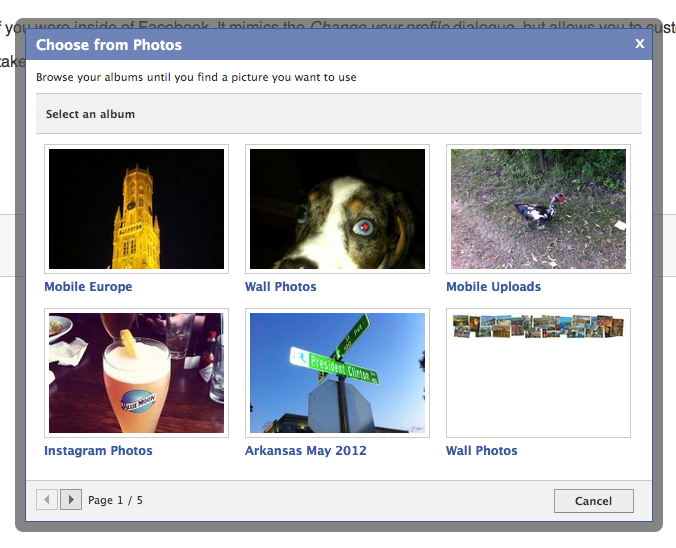 you were inside of Facebook. It mimics the Change your profile dialogue, but allows you to
take
Choose from Photos
X
Browse your albums until you find a picture you want to use
Select an album
Mobile Europe
Wall Photos
Mobile Uploads
BLUE MOON
President Clinton
Instagram Photos
Arkansas May 2012
Wall Photos
Page 1 / 5
Cancel